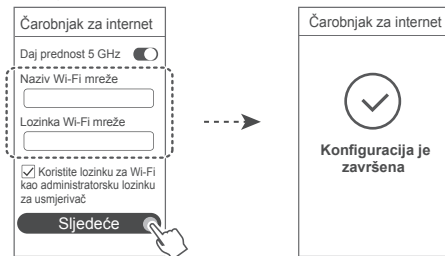 Čarobnjak za internet
Daj prednost 5 GHz
Naziv Wi-Fi mreže
Lozinka Wi-Fi mreže
Koristite lozinku za Wi-Fi
kao administratorsku lozinku
za usmjerivač
Sljedeće
Čarobnjak za internet
Konfiguracija je
završena